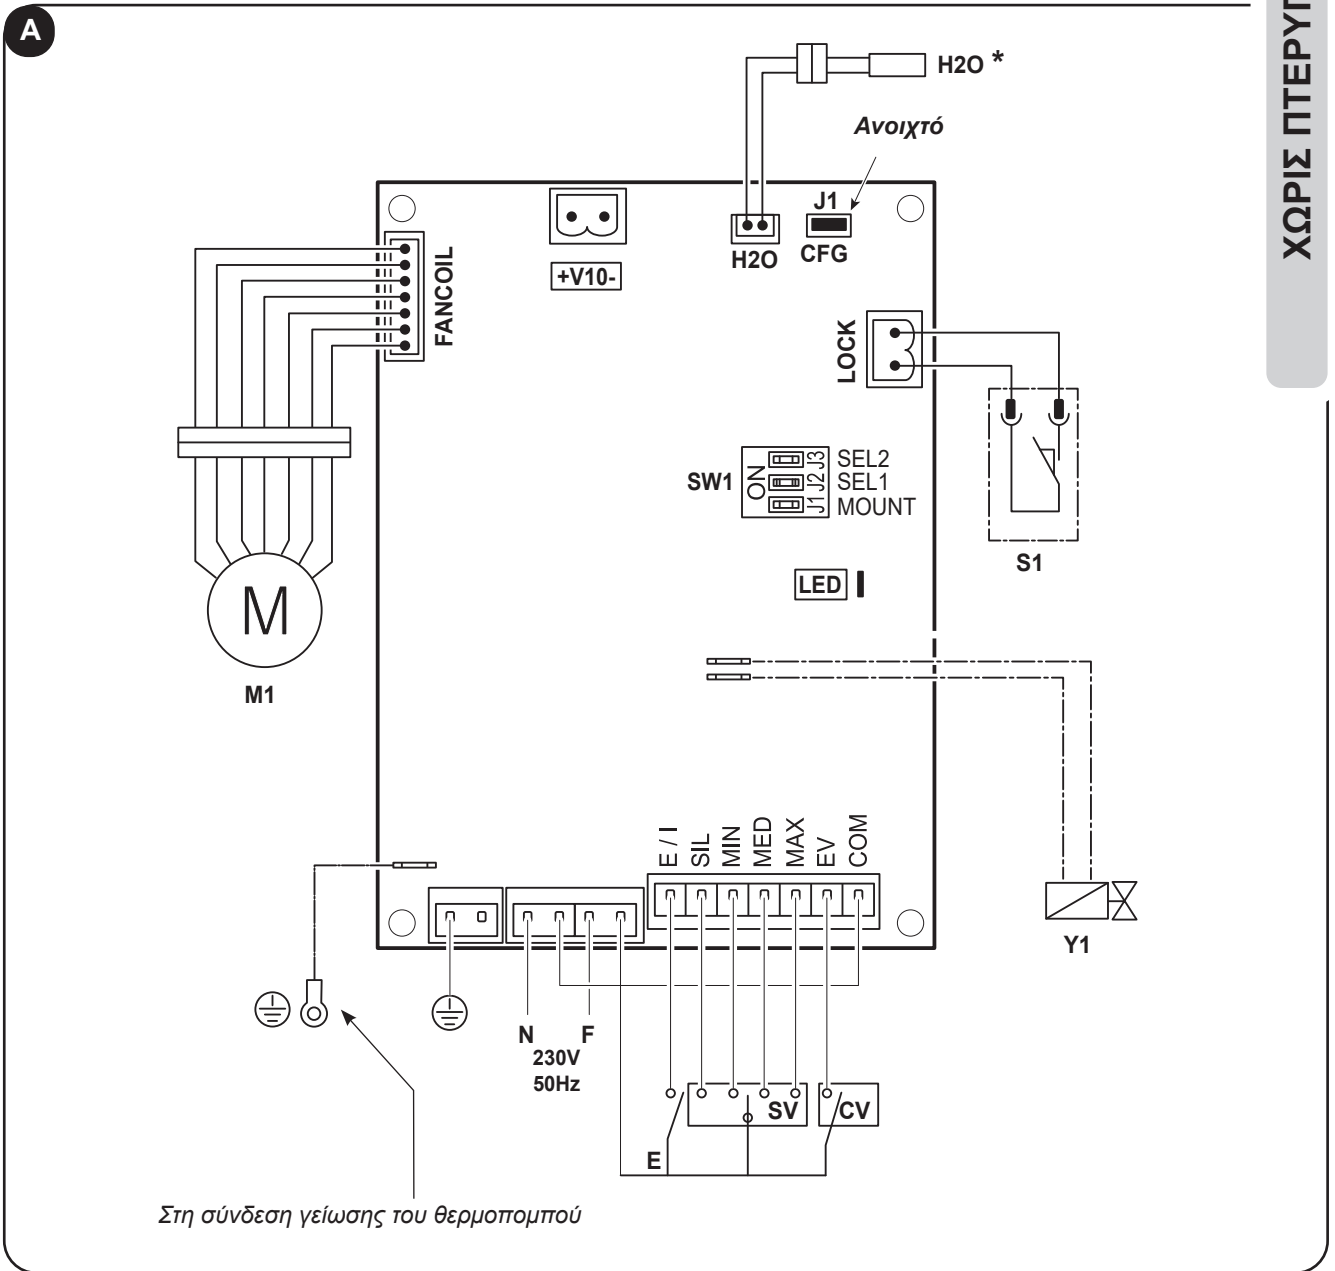 A
H2O *
Ανοιχτό
J1
CFG
H2O
+V10-
FANCOIL
LOCK
SW1
ON
J3 SEL2
J2 SEL1
J1 MOUNT
S1
LED
M
M1
E / I
SIL
MIN
MED
MAX
EV
COM
Y1
N F
230V
50Hz
SV
CV
E
Στη σύνδεση γείωσης του θερμοπομπού
ΧΩΡΙΣ